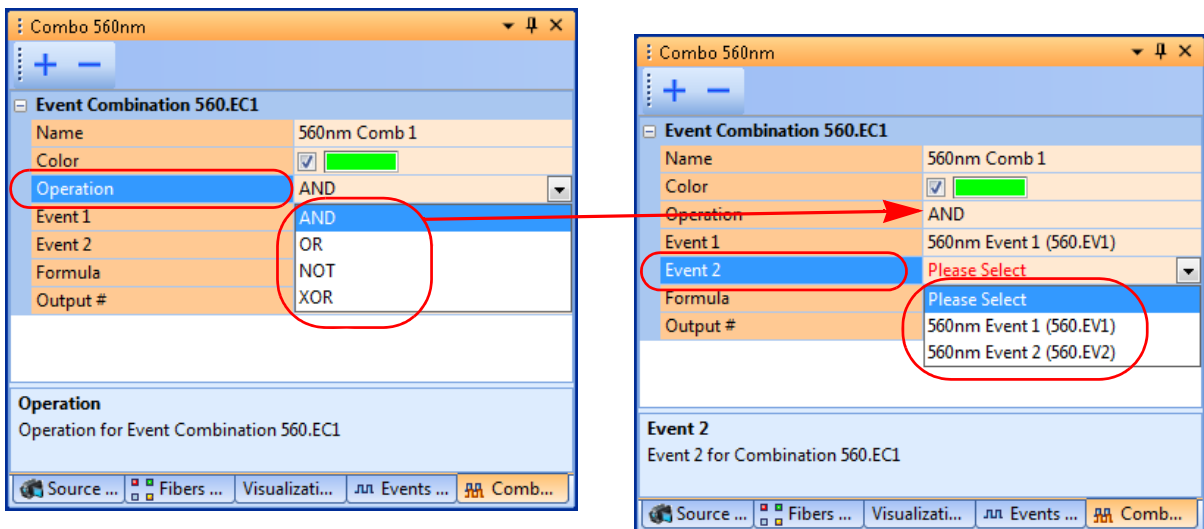 Combo 560nm
Event Combination 560.EC1
Name 560nm Comb 1
Color
Operation AND
Event 1 AND
Event 2 OR
Formula NOT
Output # XOR
Operation
Operation for Event Combination 560.EC1
Source ... Fibers ... Visualizati... Events ... Comb...
Combo 560nm
Event Combination 560.EC1
Name 560nm Comb 1
Color
Operation AND
Event 1 560nm Event 1 (560.EV1)
Event 2 Please Select
Formula Please Select
Output # 560nm Event 1 (560.EV1)
560nm Event 2 (560.EV2)
Event 2
Event 2 for Combination 560.EC1
Source ... Fibers ... Visualizati... Events ... Comb...